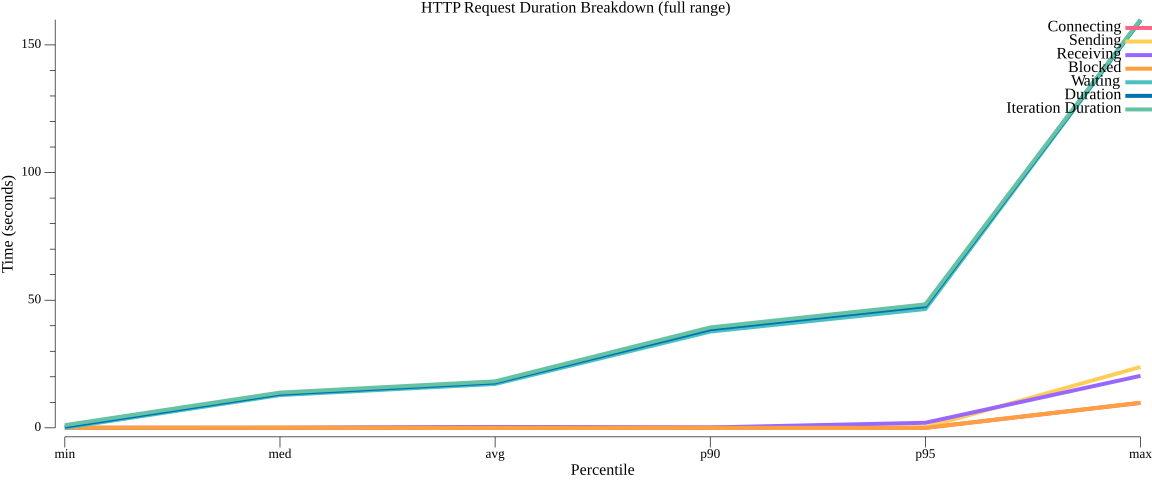 HTTP Request Duration Breakdown (full range)
Connecting
Sending
Receiving
Blocked
Waiting
Duration
Iteration Duration
150
100
50
0
Time (seconds)
min med avg p90 p95 max
Percentile